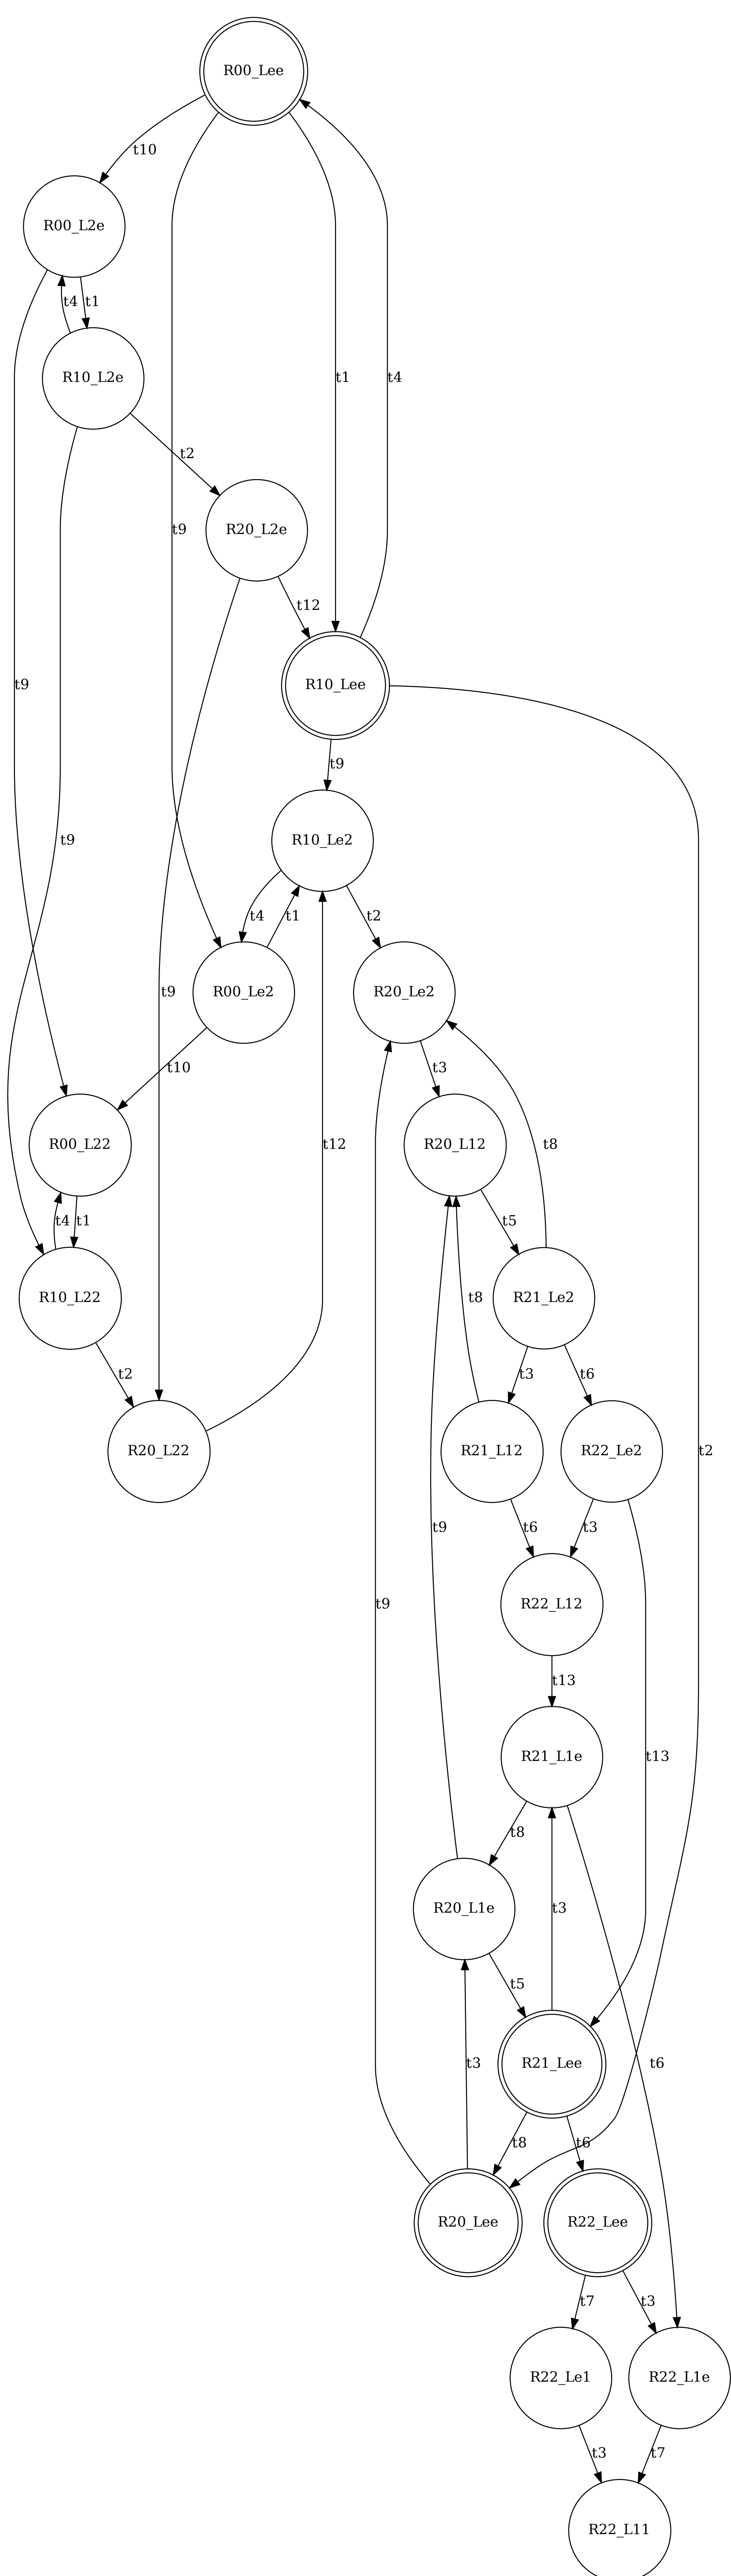 R00_Lee
t10
R00_L2e
t4
t1
t1
t4
R10_L2e
t2
t9
R20_L2e
t12
t9
R10_Lee
t9
t9
R10_Le2
t4
t1
t2
t9
R00_Le2
R20_Le2
t10
t3
R00_L22
t12
R20_L12
t8
t4
t1
t5
R10_L22
t8
R21_Le2
t2
t3
t6
R20_L22
R21_L12
R22_Le2
t2
t9
t6
t3
t9
R22_L12
t13
R21_L1e
t13
t8
R20_L1e
t3
t5
R21_Lee
t6
t3
t8
t6
R20_Lee
R22_Lee
t7
t3
R22_Le1
R22_L1e
t3
t7
R22_L11